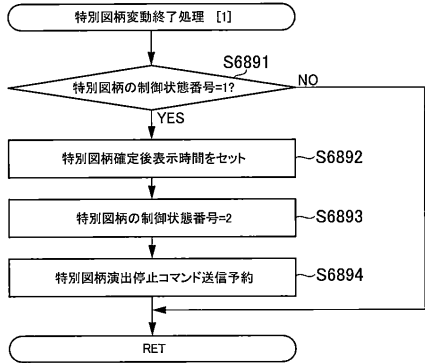 特別図柄変動終了処理 [1]
S6891
特別図柄の制御状態番号=1?
NO
YES
特別図柄確定後表示時間をセット
S6892
特別図柄の制御状態番号=2
S6893
特別図柄演出停止コマンド送信予約
S6894
RET